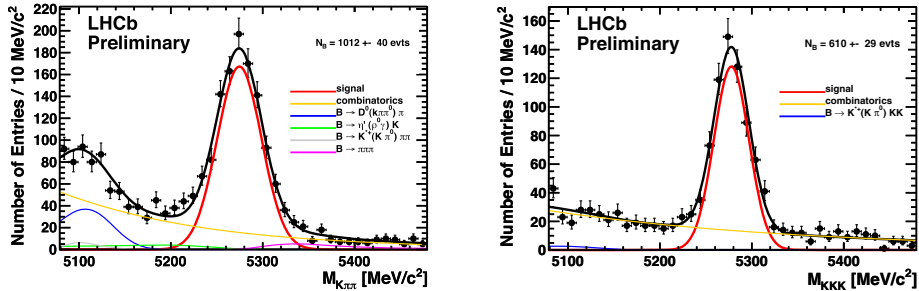 Number of Entries / 10 MeV/c²
220
200
180
160
140
120
100
80
60
40
20
0
LHCb
Preliminary
N_B = 1012 +- 40 evts
signal
combinatorics
B → D⁰(kππ⁰) π
B → η'(ρ⁰γ) K
B → K*⁺(K π⁰) ππ
B → πππ
5100
5200
5300
5400
M_Kππ [MeV/c²]
Number of Entries / 10 MeV/c²
160
140
120
100
80
60
40
20
0
LHCb
Preliminary
N_B = 610 +- 29 evts
signal
combinatorics
B → K*⁺(K π⁰) KK
5100
5200
5300
5400
M_KKK [MeV/c²]